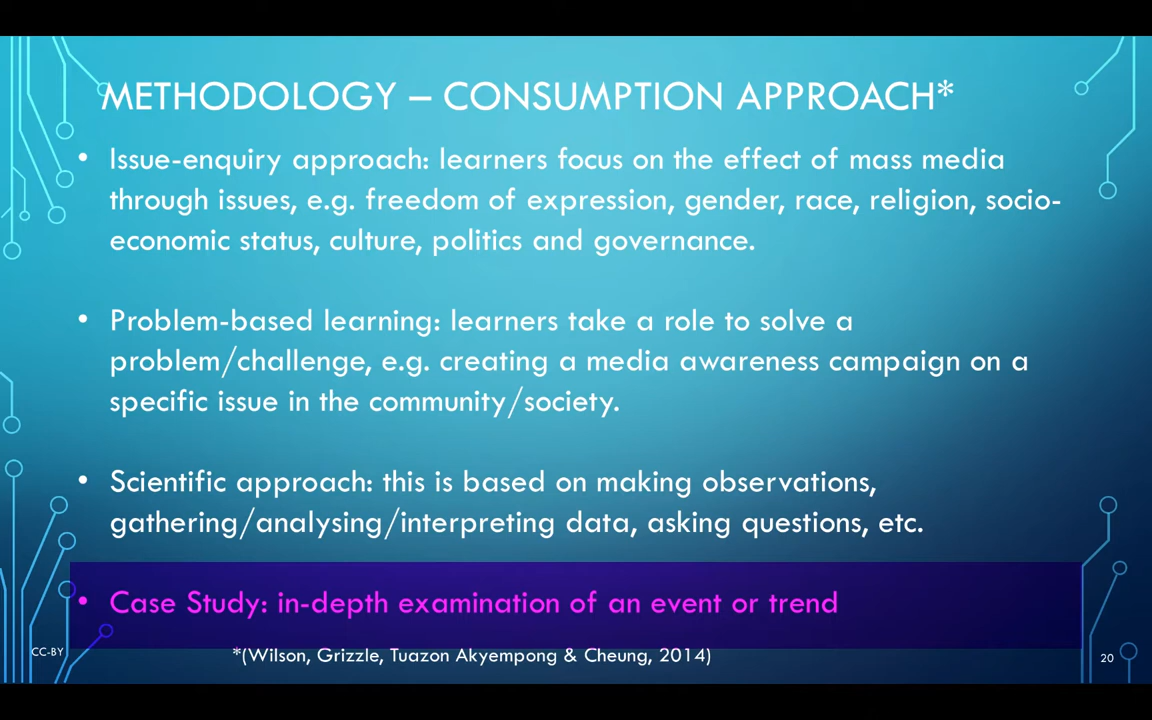 METHODOLOGY – CONSUMPTION APPROACH*
• Issue-enquiry approach: learners focus on the effect of mass media
through issues, e.g. freedom of expression, gender, race, religion, socio-
economic status, culture, politics and governance.
• Problem-based learning: learners take a role to solve a
problem/challenge, e.g. creating a media awareness campaign on a
specific issue in the community/society.
• Scientific approach: this is based on making observations,
gathering/analysing/interpreting data, asking questions, etc.
• Case Study: in-depth examination of an event or trend
CC-BY
*(Wilson, Grizzle, Tuazon Akyempong & Cheung, 2014)
20